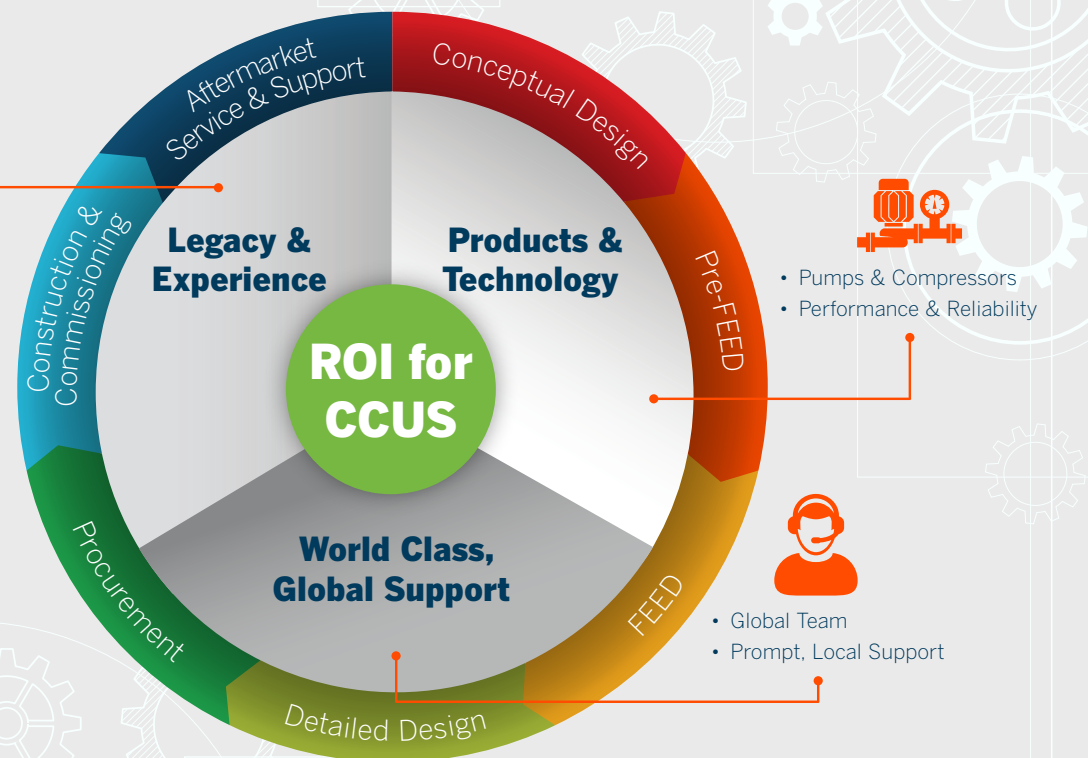 Aftermarket
Service & Support
Conceptual Design
Pre-FEED
FEED
Detailed Design
Procurement
Construction &
Commissioning
Legacy &
Experience
Products &
Technology
World Class,
Global Support
ROI for
CCUS
• Pumps & Compressors
• Performance & Reliability
• Global Team
• Prompt, Local Support